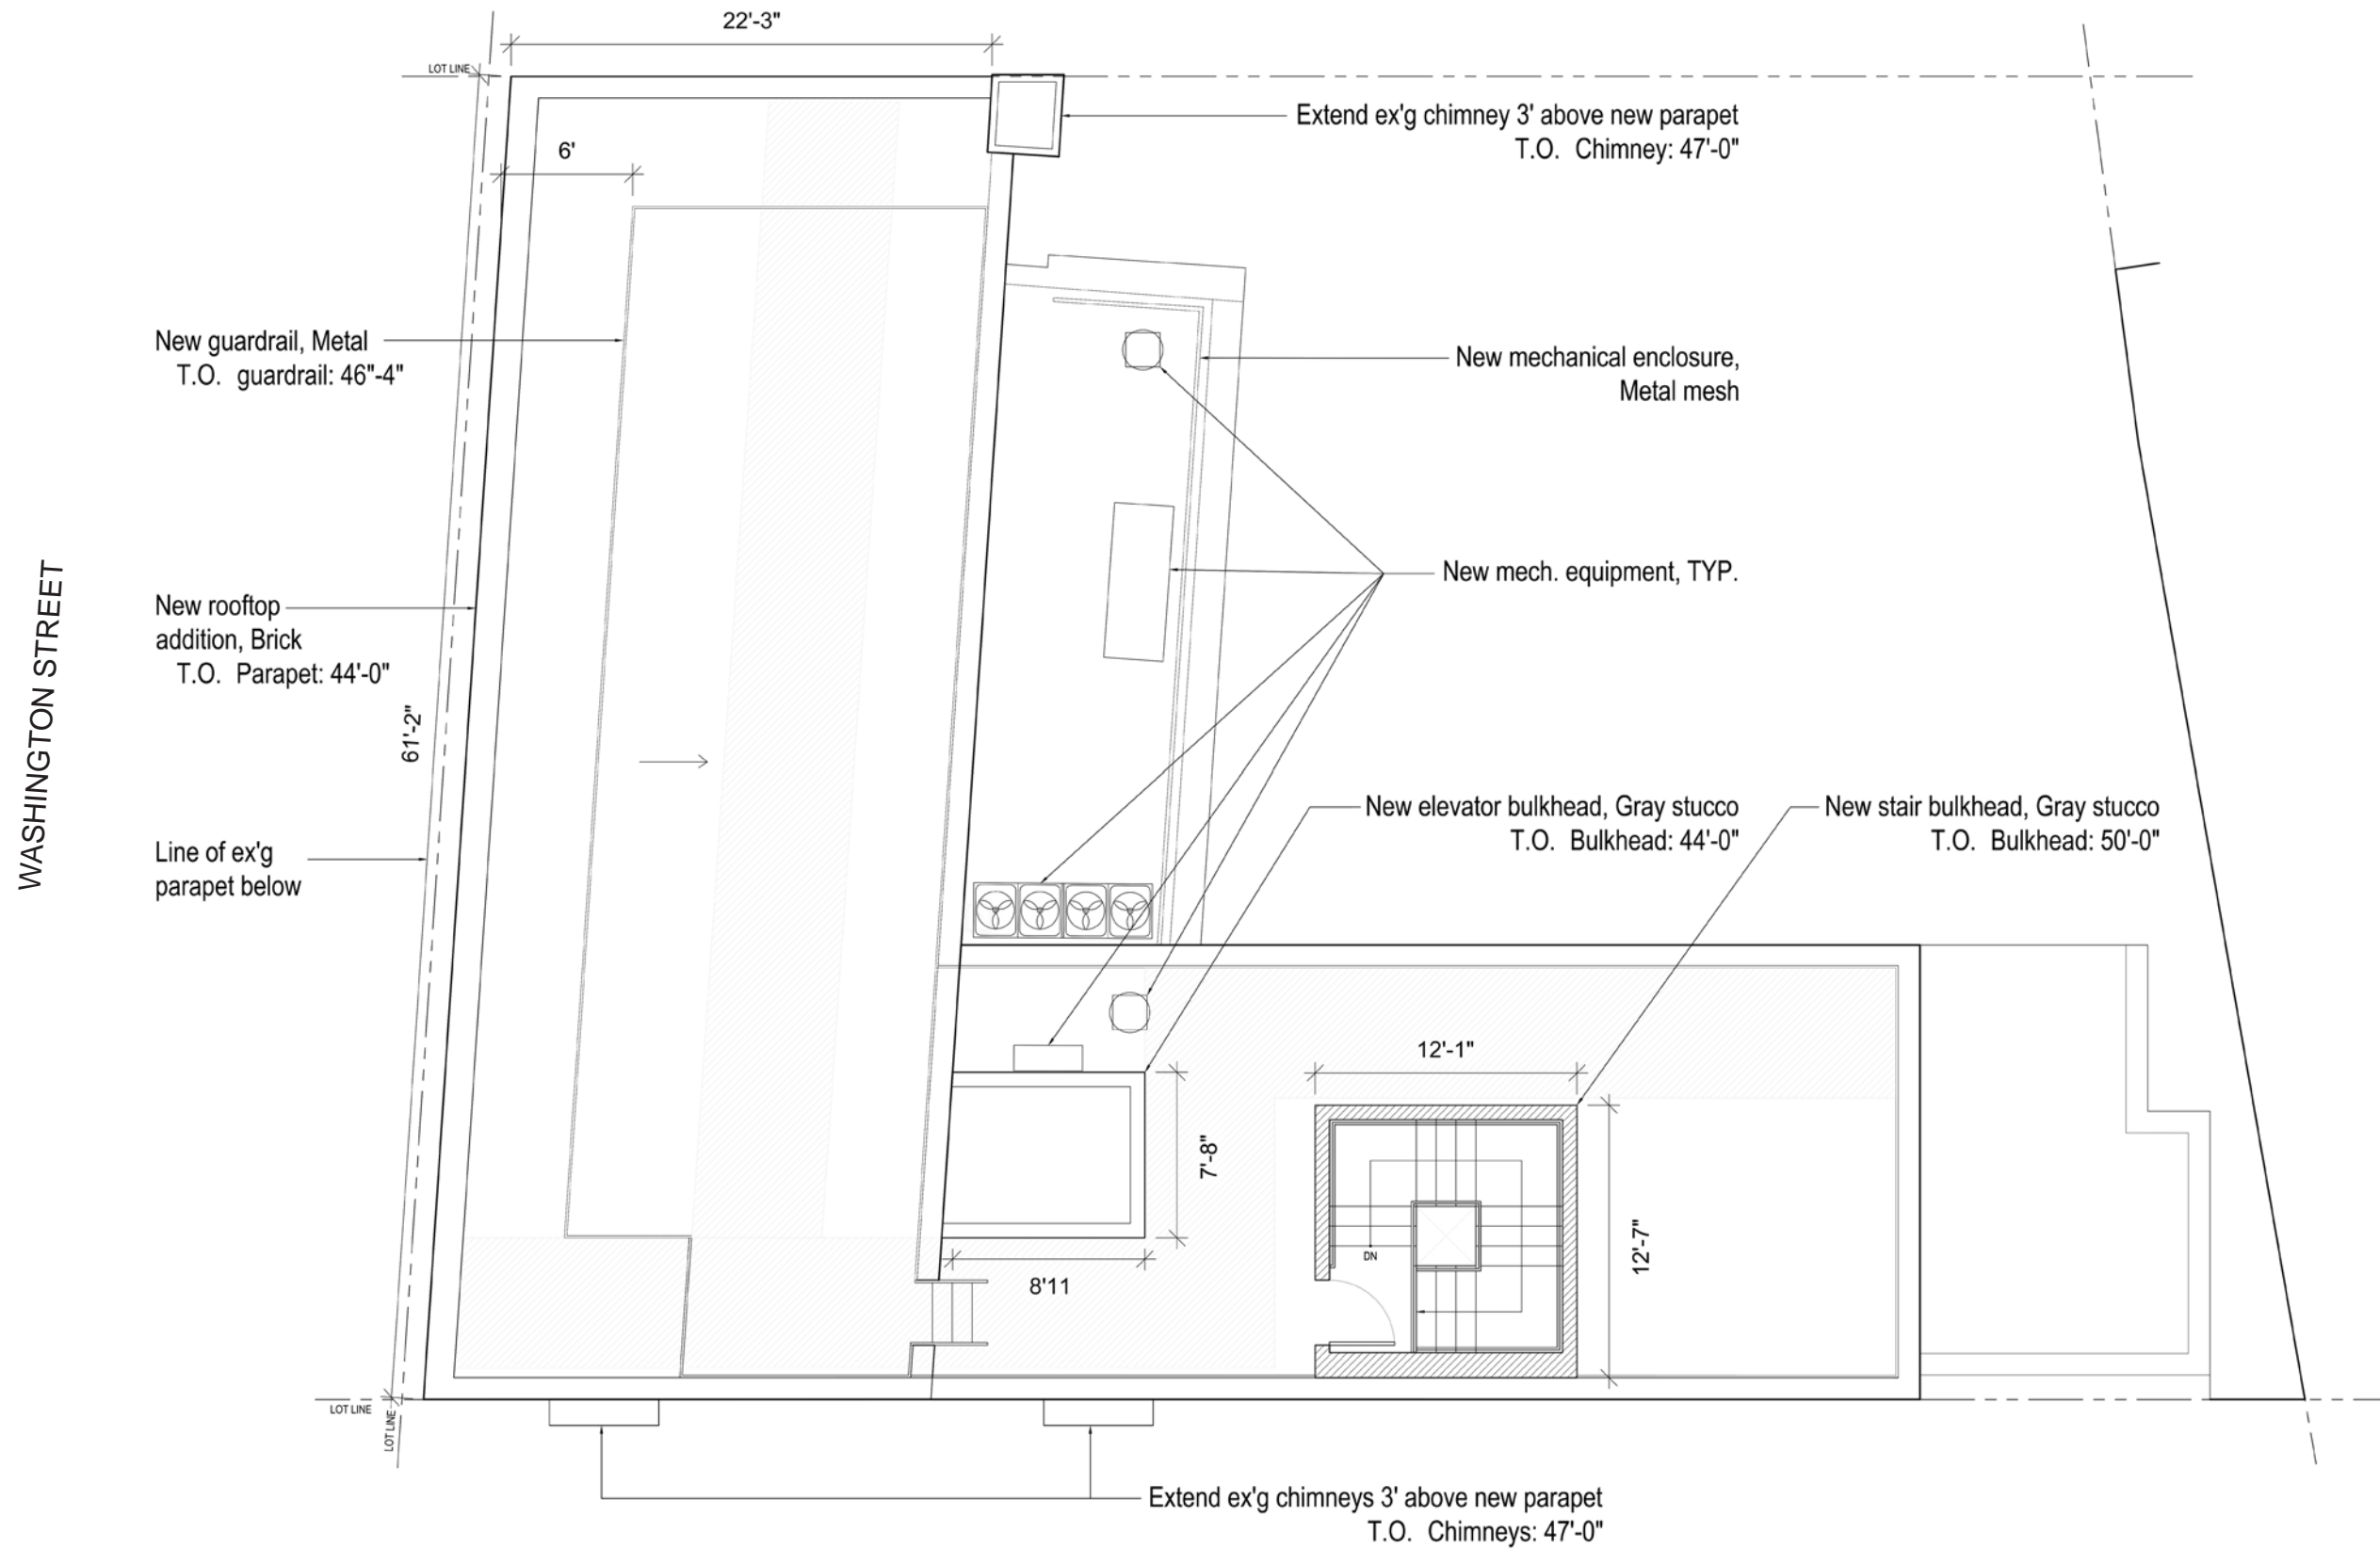 22'-3"
LOT LINE
Extend ex'g chimney 3' above new parapet
T.O. Chimney: 47'-0"
6'
New guardrail, Metal
T.O. guardrail: 46"-4"
New mechanical enclosure,
Metal mesh
New mech. equipment, TYP.
New rooftop
addition, Brick
T.O. Parapet: 44'-0"
WASHINGTON STREET
61'-2"
New elevator bulkhead, Gray stucco
T.O. Bulkhead: 44'-0"
New stair bulkhead, Gray stucco
T.O. Bulkhead: 50'-0"
Line of ex'g
parapet below
12'-1"
7'-8"
12'-7"
DN
8'11
LOT LINE
LOT LINE
Extend ex'g chimneys 3' above new parapet
T.O. Chimneys: 47'-0"